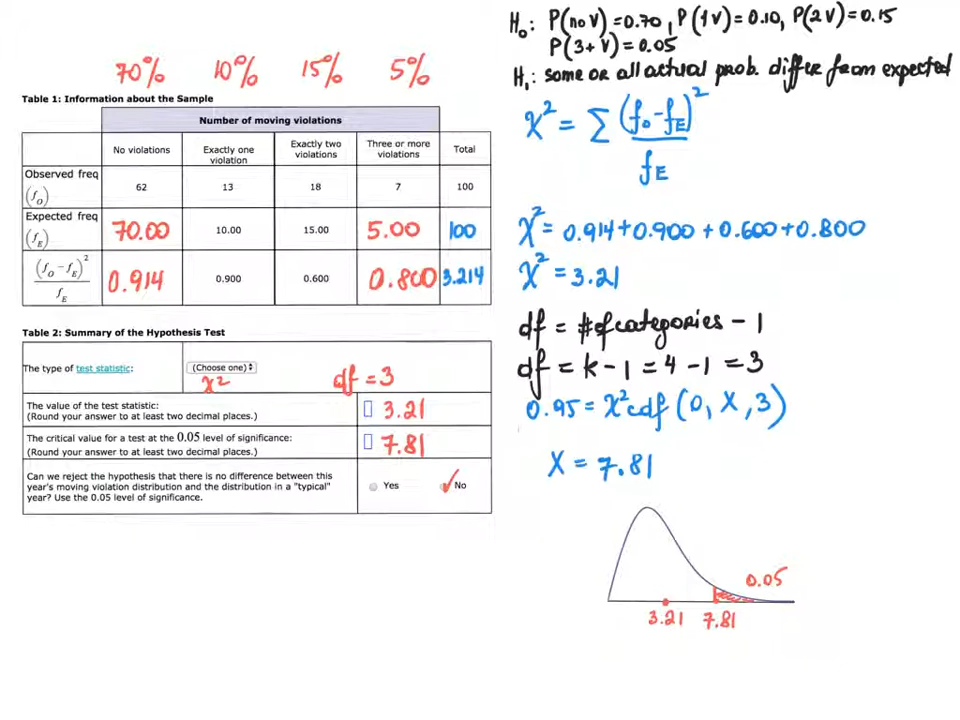 70% 10% 15% 5%
Table 1: Information about the Sample
Number of moving violations
No violations Exactly one violation Exactly two violations Three or more violations Total
Observed freq (f_O) 62 13 18 7 100
Expected freq (f_E) 70.00 10.00 15.00 5.00 100
(f_O − f_E)² / f_E 0.914 0.900 0.600 0.800 3.214
Table 2: Summary of the Hypothesis Test
The type of test statistic: (Choose one) χ² df = 3
The value of the test statistic:
(Round your answer to at least two decimal places.) 3.21
The critical value for a test at the 0.05 level of significance:
(Round your answer to at least two decimal places.) 7.81
Can we reject the hypothesis that there is no difference between this
year's moving violation distribution and the distribution in a "typical"
year? Use the 0.05 level of significance.
Yes No
H₀: P(no V) = 0.70, P(1V) = 0.10, P(2V) = 0.15
P(3+ V) = 0.05
H₁: some or all actual prob. differ from expected
χ² = Σ (f_O − f_E)² / f_E
χ² = 0.914 + 0.900 + 0.600 + 0.800
χ² = 3.21
df = # of categories − 1
df = k − 1 = 4 − 1 = 3
0.95 = χ²cdf (0, X, 3)
X = 7.81
0.05
3.21 7.81